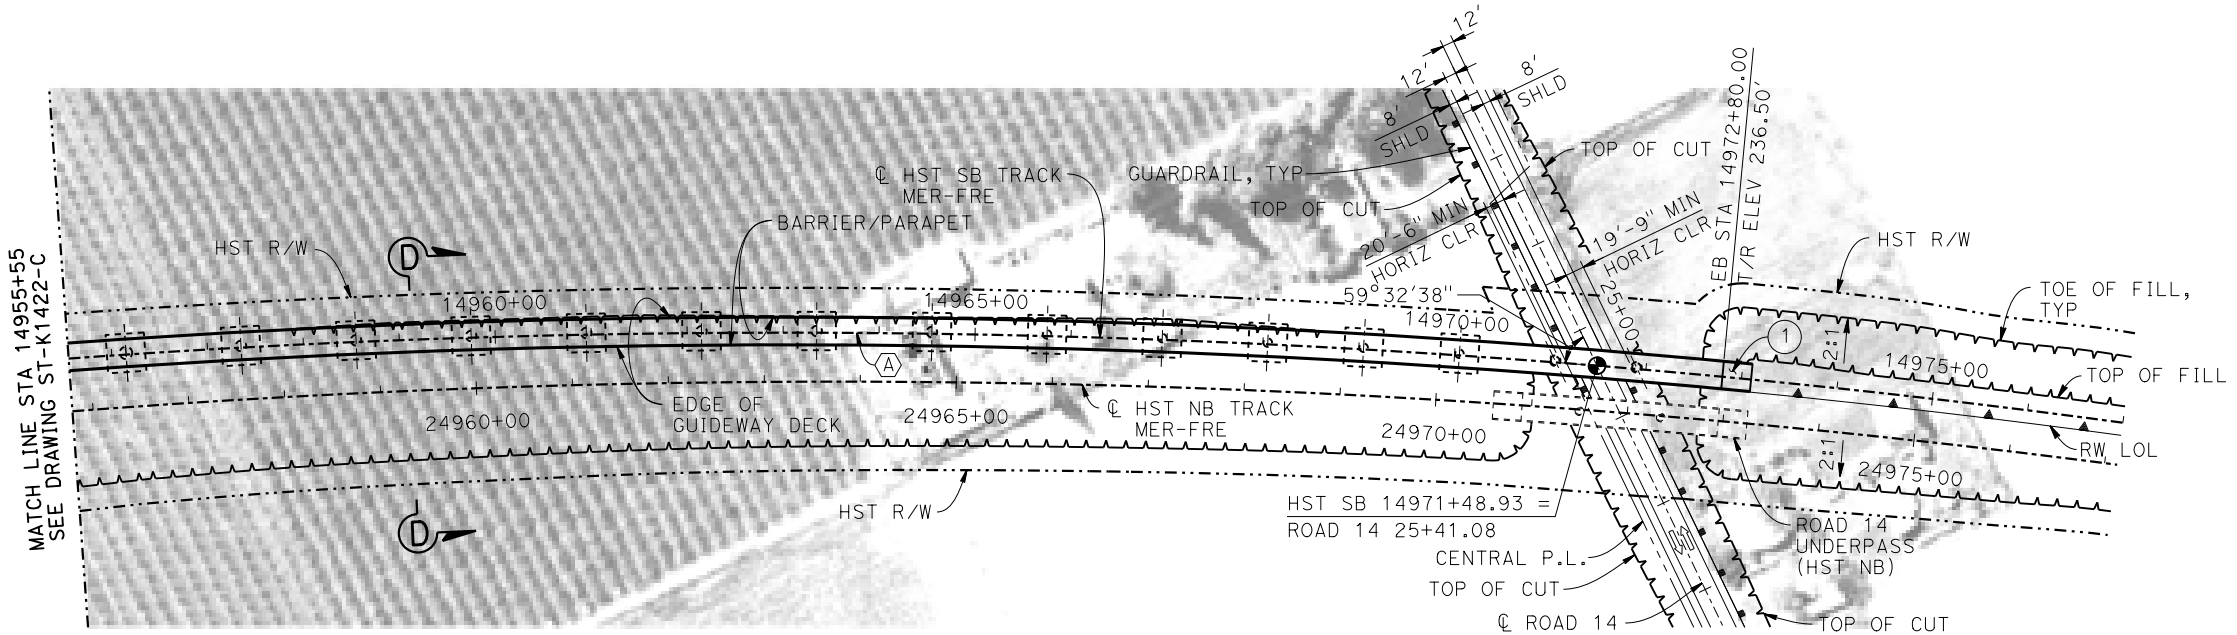 12'
12'
8'
SHLD
8'
SHLD
EB STA 14972+80.00
T/R ELEV 236.50'
TOP OF CUT
GUARDRAIL, TYP
TOP OF CUT
℄ HST SB TRACK
MER-FRE
BARRIER/PARAPET
20'-6" MIN
HORIZ CLR
19'-9" MIN
HORIZ CLR
HST R/W
HST R/W
D
MATCH LINE STA 14955+55
SEE DRAWING ST-K1422-C
14960+00
14965+00
59°32'38"
14970+00
25+00
1
2:1
TOE OF FILL,
TYP
14975+00
TOP OF FILL
A
EDGE OF
GUIDEWAY DECK
℄ HST NB TRACK
MER-FRE
24960+00
24965+00
24970+00
2:1
24975+00
RW LOL
D
HST R/W
HST SB 14971+48.93 =
ROAD 14 25+41.08
ROAD 14
UNDERPASS
(HST NB)
CENTRAL P.L.
TOP OF CUT
℄ ROAD 14
TOP OF CUT